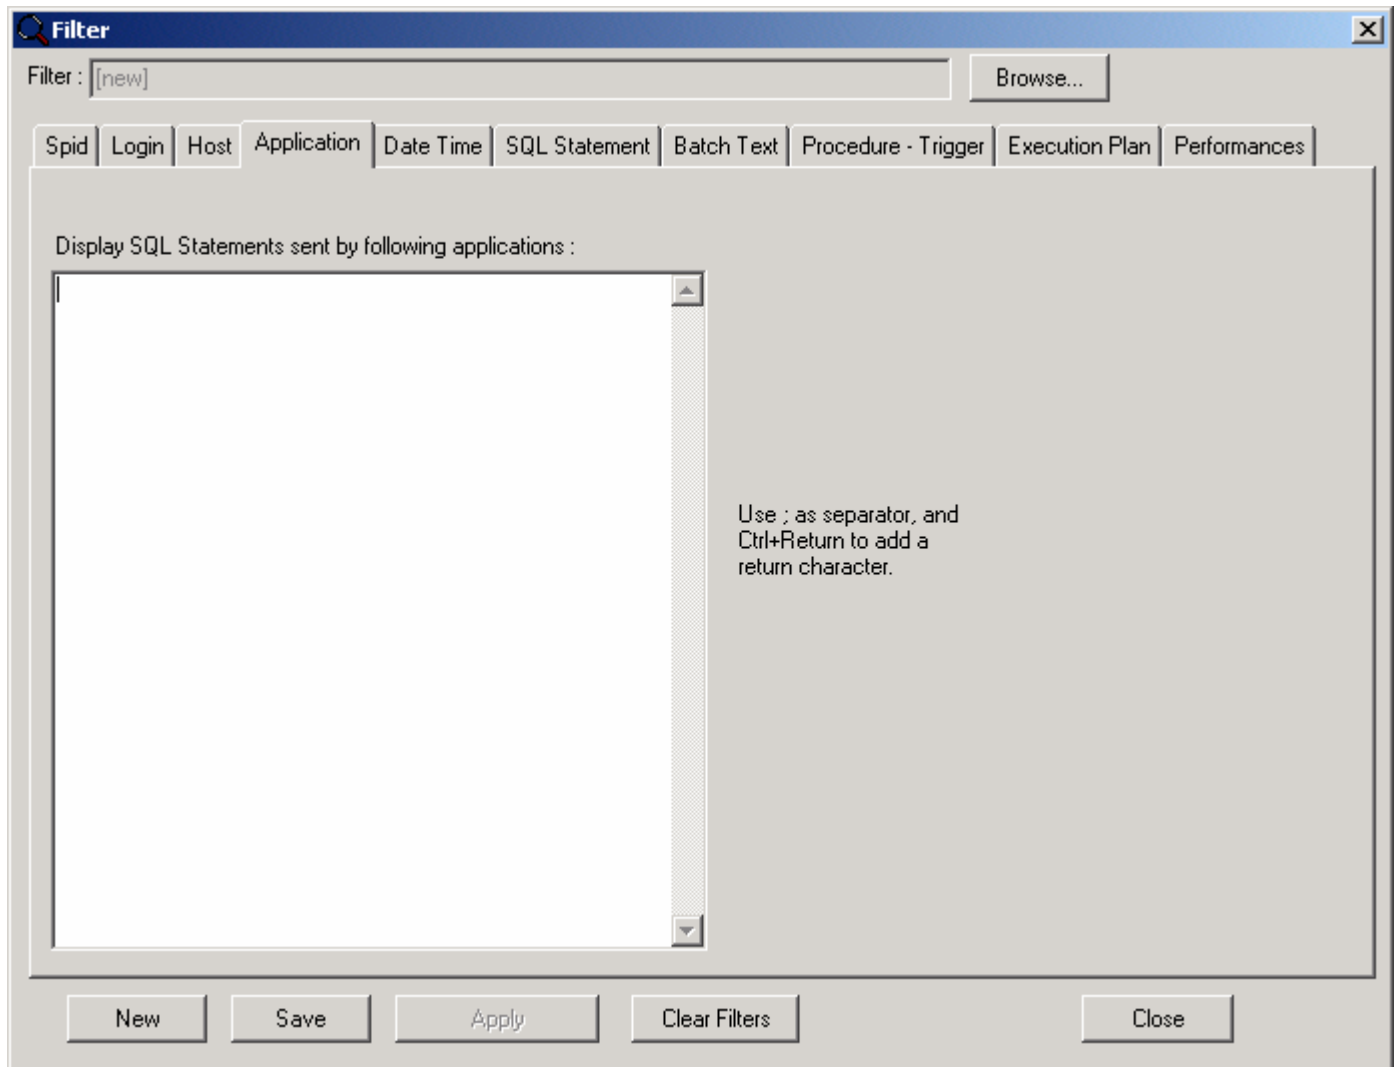 Filter
Filter : [new] Browse...
Spid Login Host Application Date Time SQL Statement Batch Text Procedure - Trigger Execution Plan Performances
Display SQL Statements sent by following applications :
Use ; as separator, and
Ctrl+Return to add a
return character.
New Save Apply Clear Filters Close